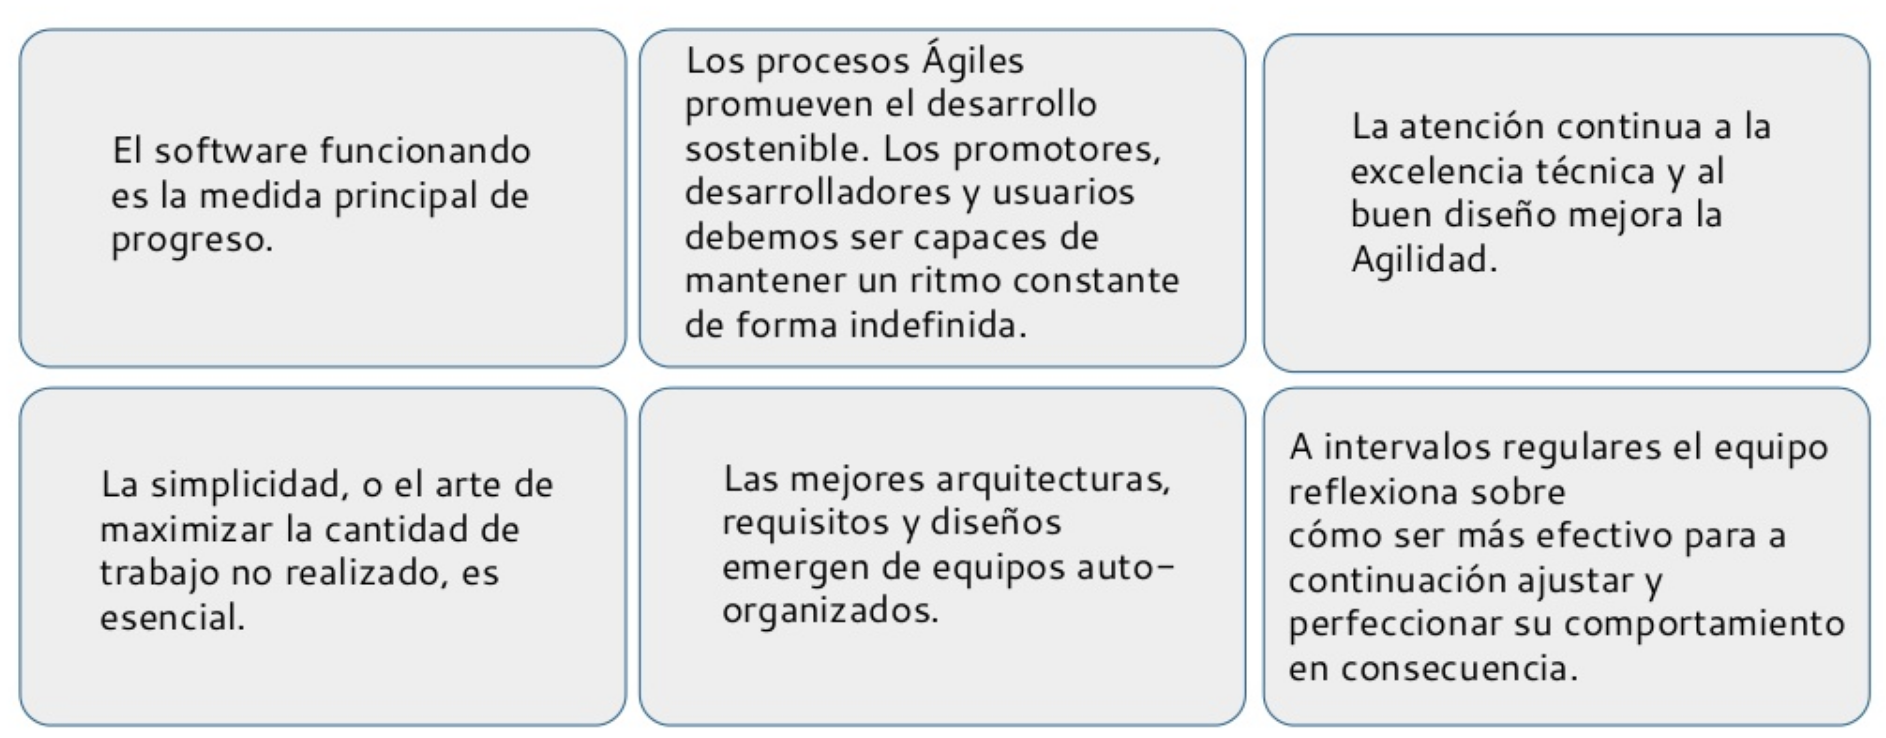 El software funcionando
es la medida principal de
progreso.
Los procesos Ágiles
promueven el desarrollo
sostenible. Los promotores,
desarrolladores y usuarios
debemos ser capaces de
mantener un ritmo constante
de forma indefinida.
La atención continua a la
excelencia técnica y al
buen diseño mejora la
Agilidad.
La simplicidad, o el arte de
maximizar la cantidad de
trabajo no realizado, es
esencial.
Las mejores arquitecturas,
requisitos y diseños
emergen de equipos auto-
organizados.
A intervalos regulares el equipo
reflexiona sobre
cómo ser más efectivo para a
continuación ajustar y
perfeccionar su comportamiento
en consecuencia.